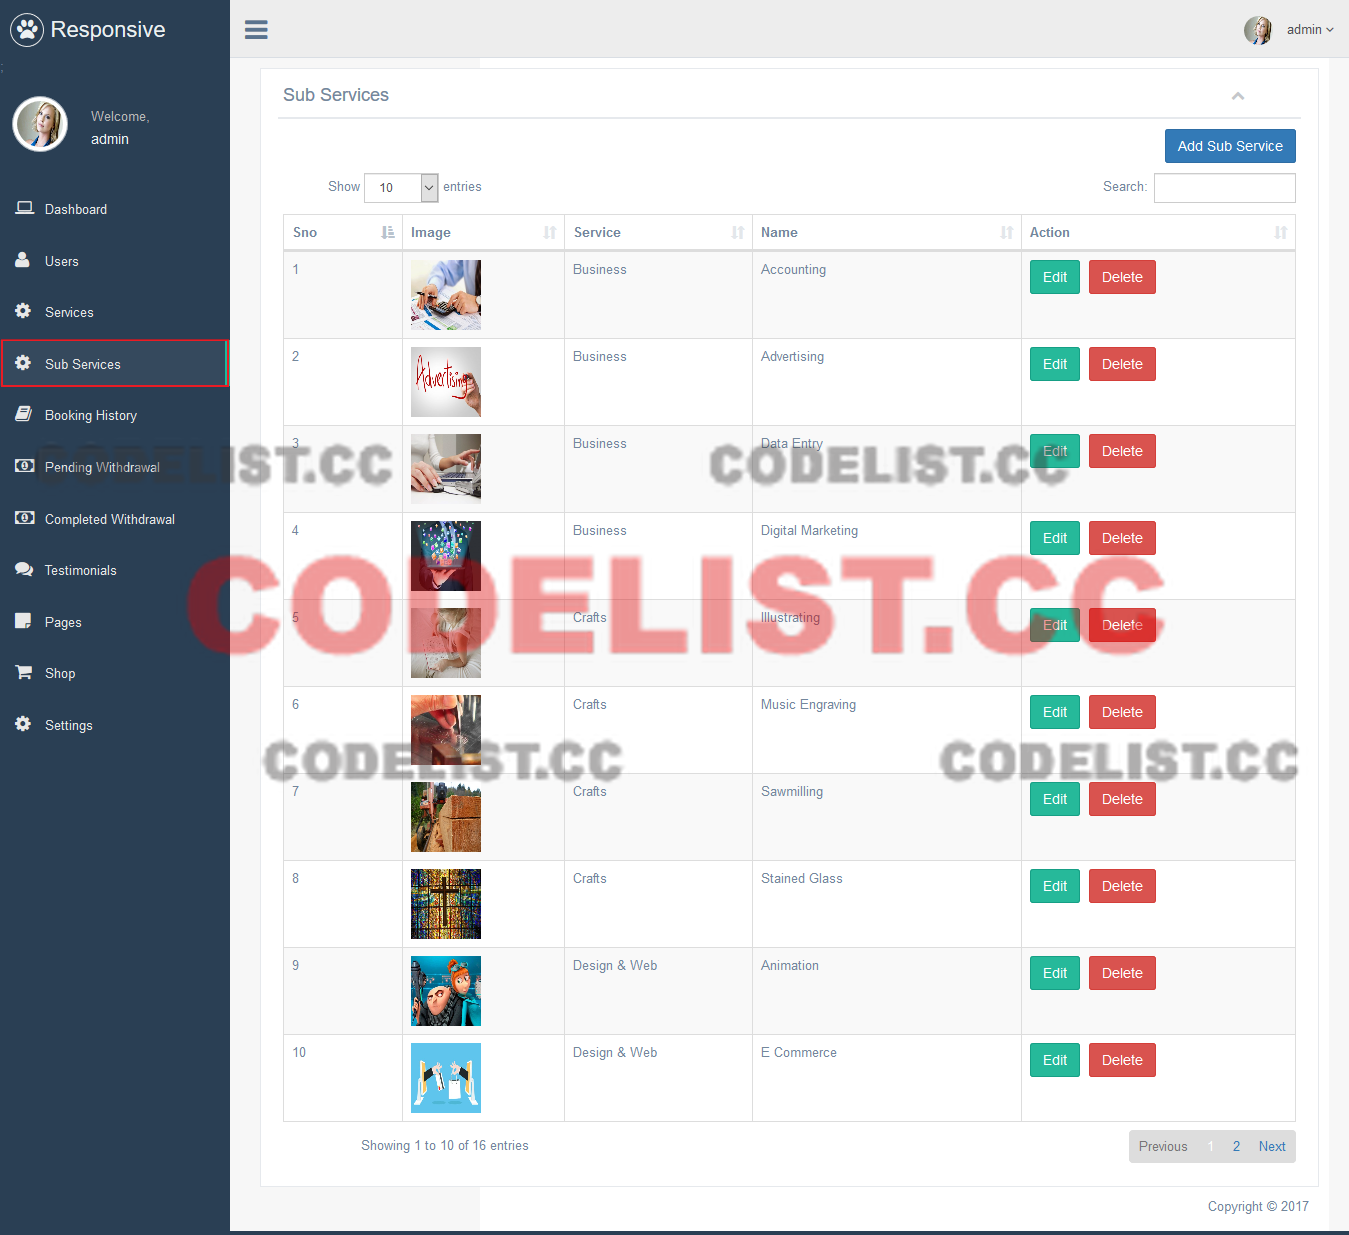 Responsive
admin
;
Welcome,
admin
Dashboard
Users
Services
Sub Services
Booking History
Pending Withdrawal
Completed Withdrawal
Testimonials
Pages
Shop
Settings
Sub Services
Add Sub Service
Show 10 entries
Search:
Sno Image Service Name Action
1 Business Accounting Edit Delete
2 Advertising Business Advertising Edit Delete
3 Business Data Entry Edit Delete
CODELIST.CC CODELIST.CC
4 Business Digital Marketing Edit Delete
CODELIST.CC
5 Crafts Illustrating Edit Delete
6 Crafts Music Engraving Edit Delete
CODELIST.CC CODELIST.CC
7 Crafts Sawmilling Edit Delete
8 Crafts Stained Glass Edit Delete
9 Design & Web Animation Edit Delete
10 Design & Web E Commerce Edit Delete
Showing 1 to 10 of 16 entries
Previous 1 2 Next
Copyright © 2017